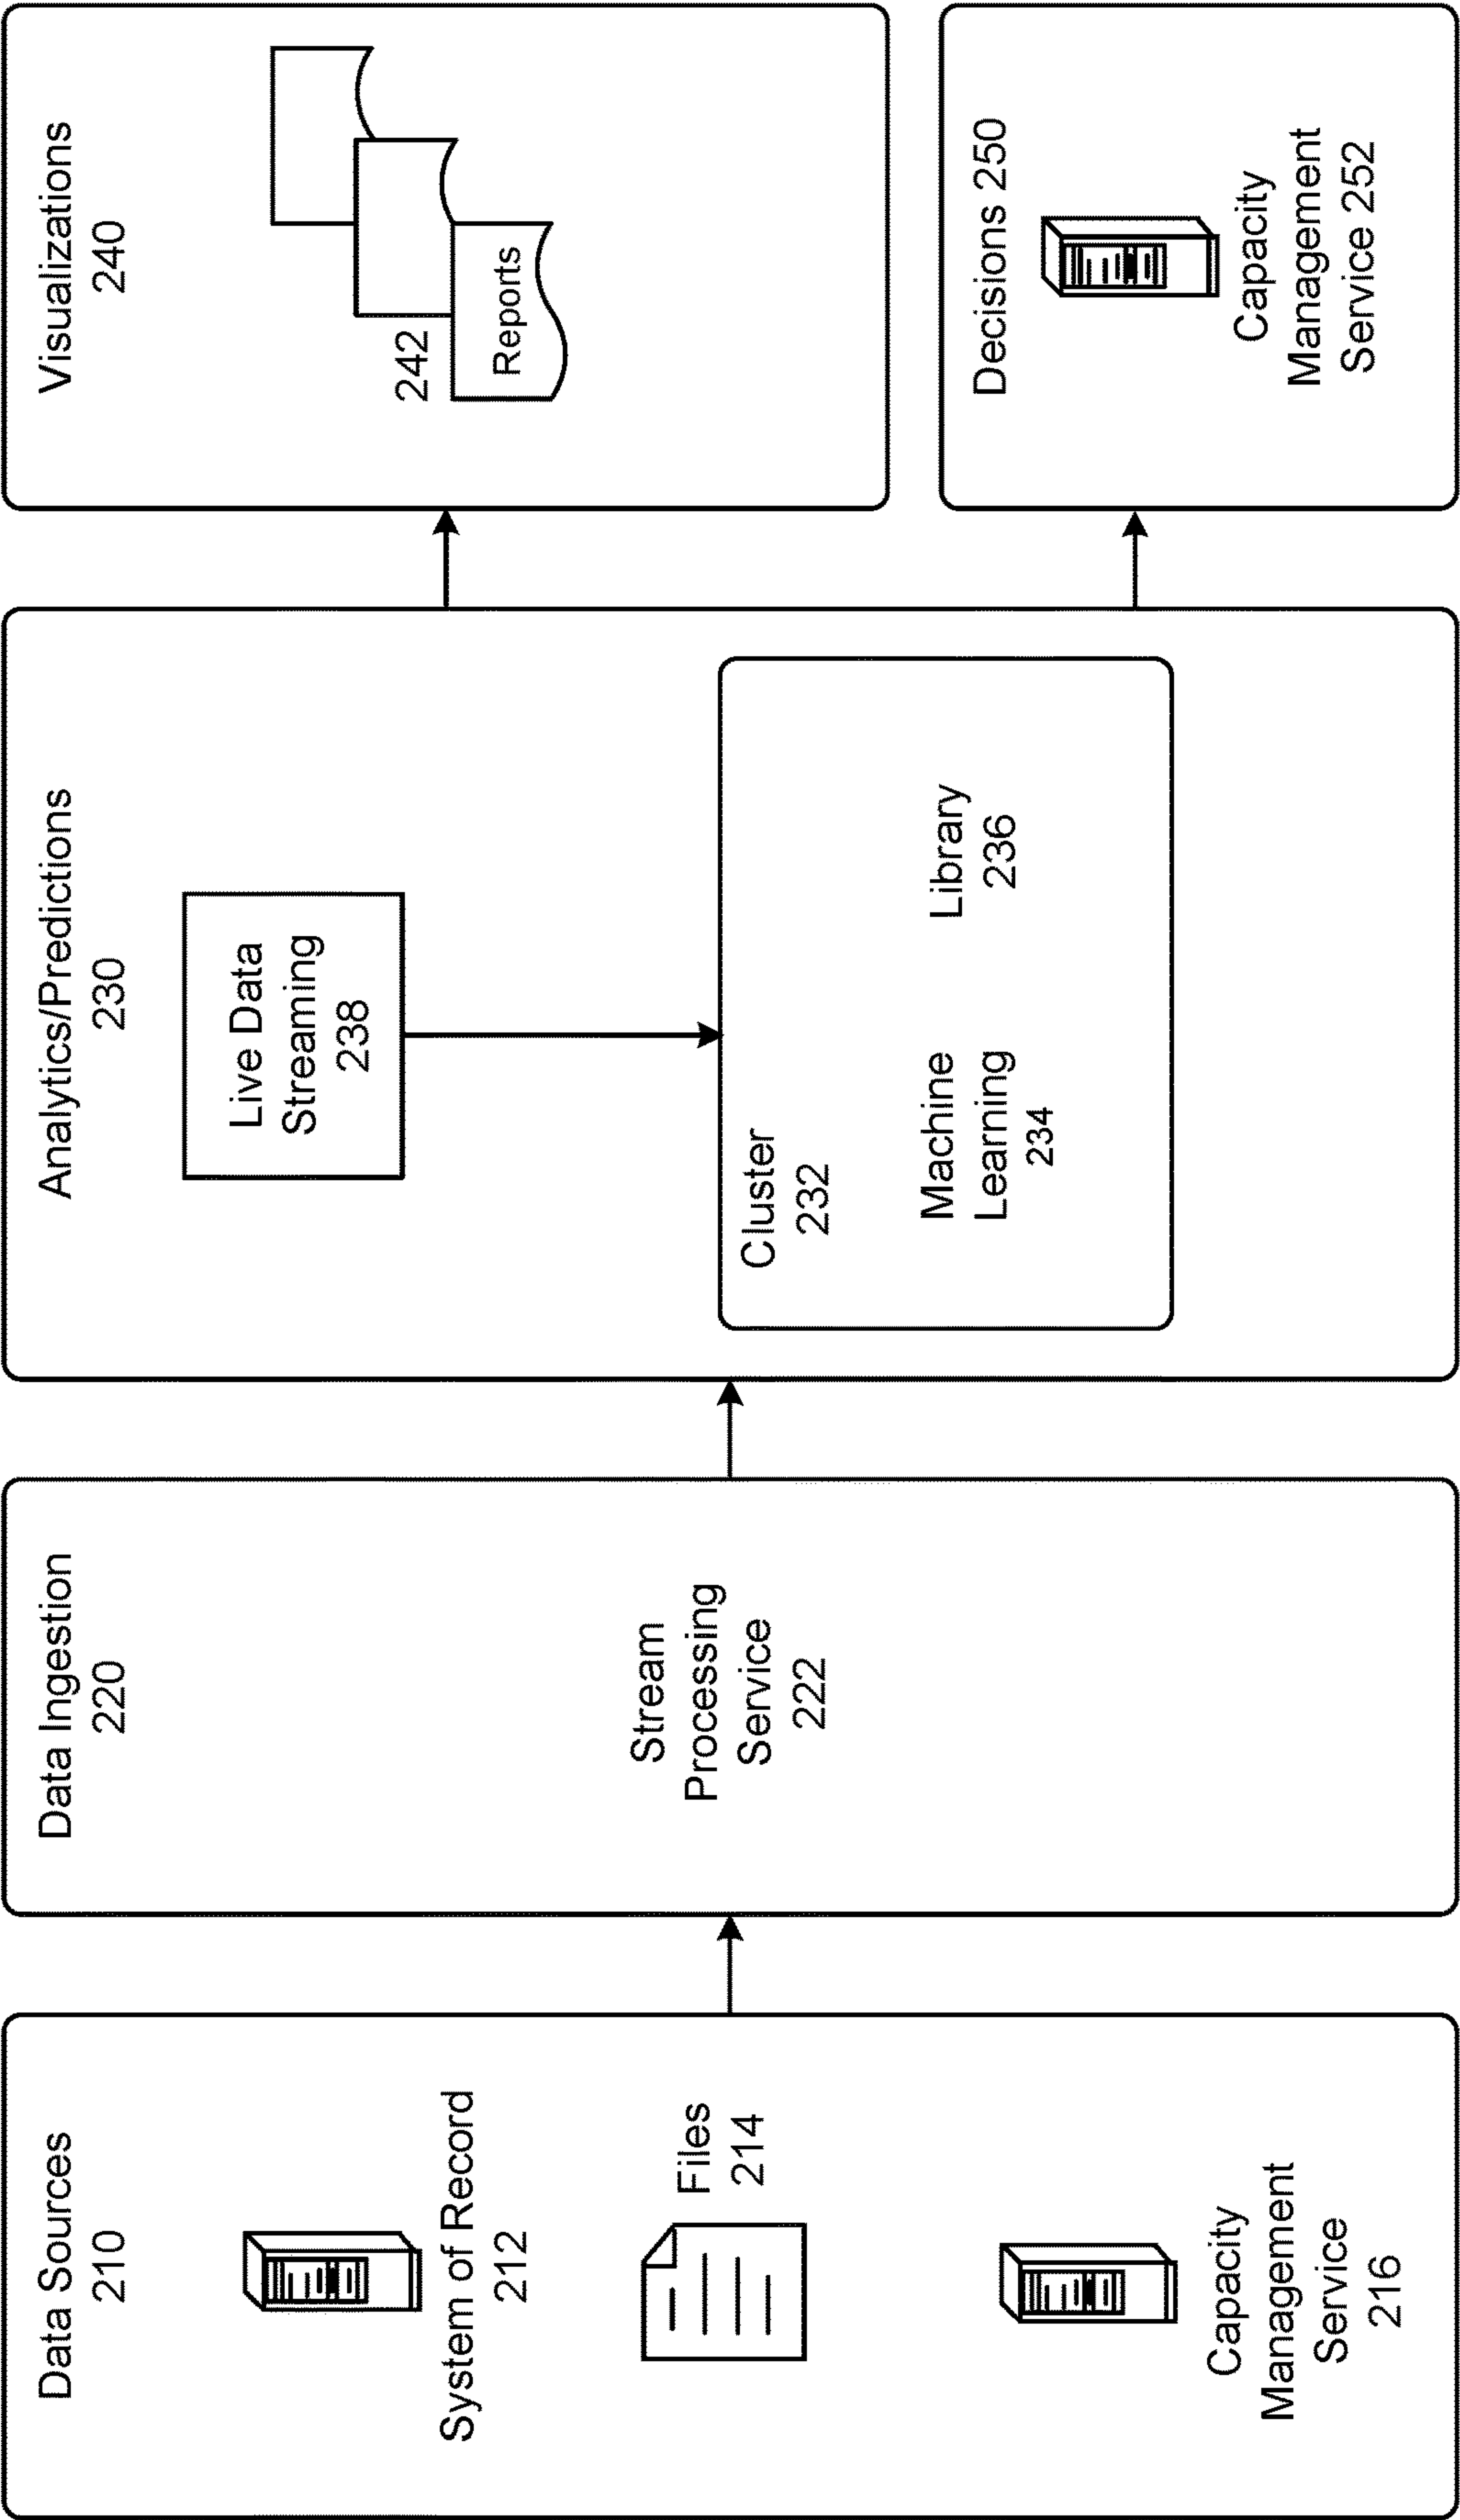 Data Sources
210
System of Record
212
Files
214
Capacity
Management
Service
216
Data Ingestion
220
Stream
Processing
Service
222
Analytics/Predictions
230
Live Data
Streaming
238
Cluster
232
Machine
Learning
234
Library
236
Visualizations
240
242
Reports
Decisions 250
Capacity
Management
Service 252